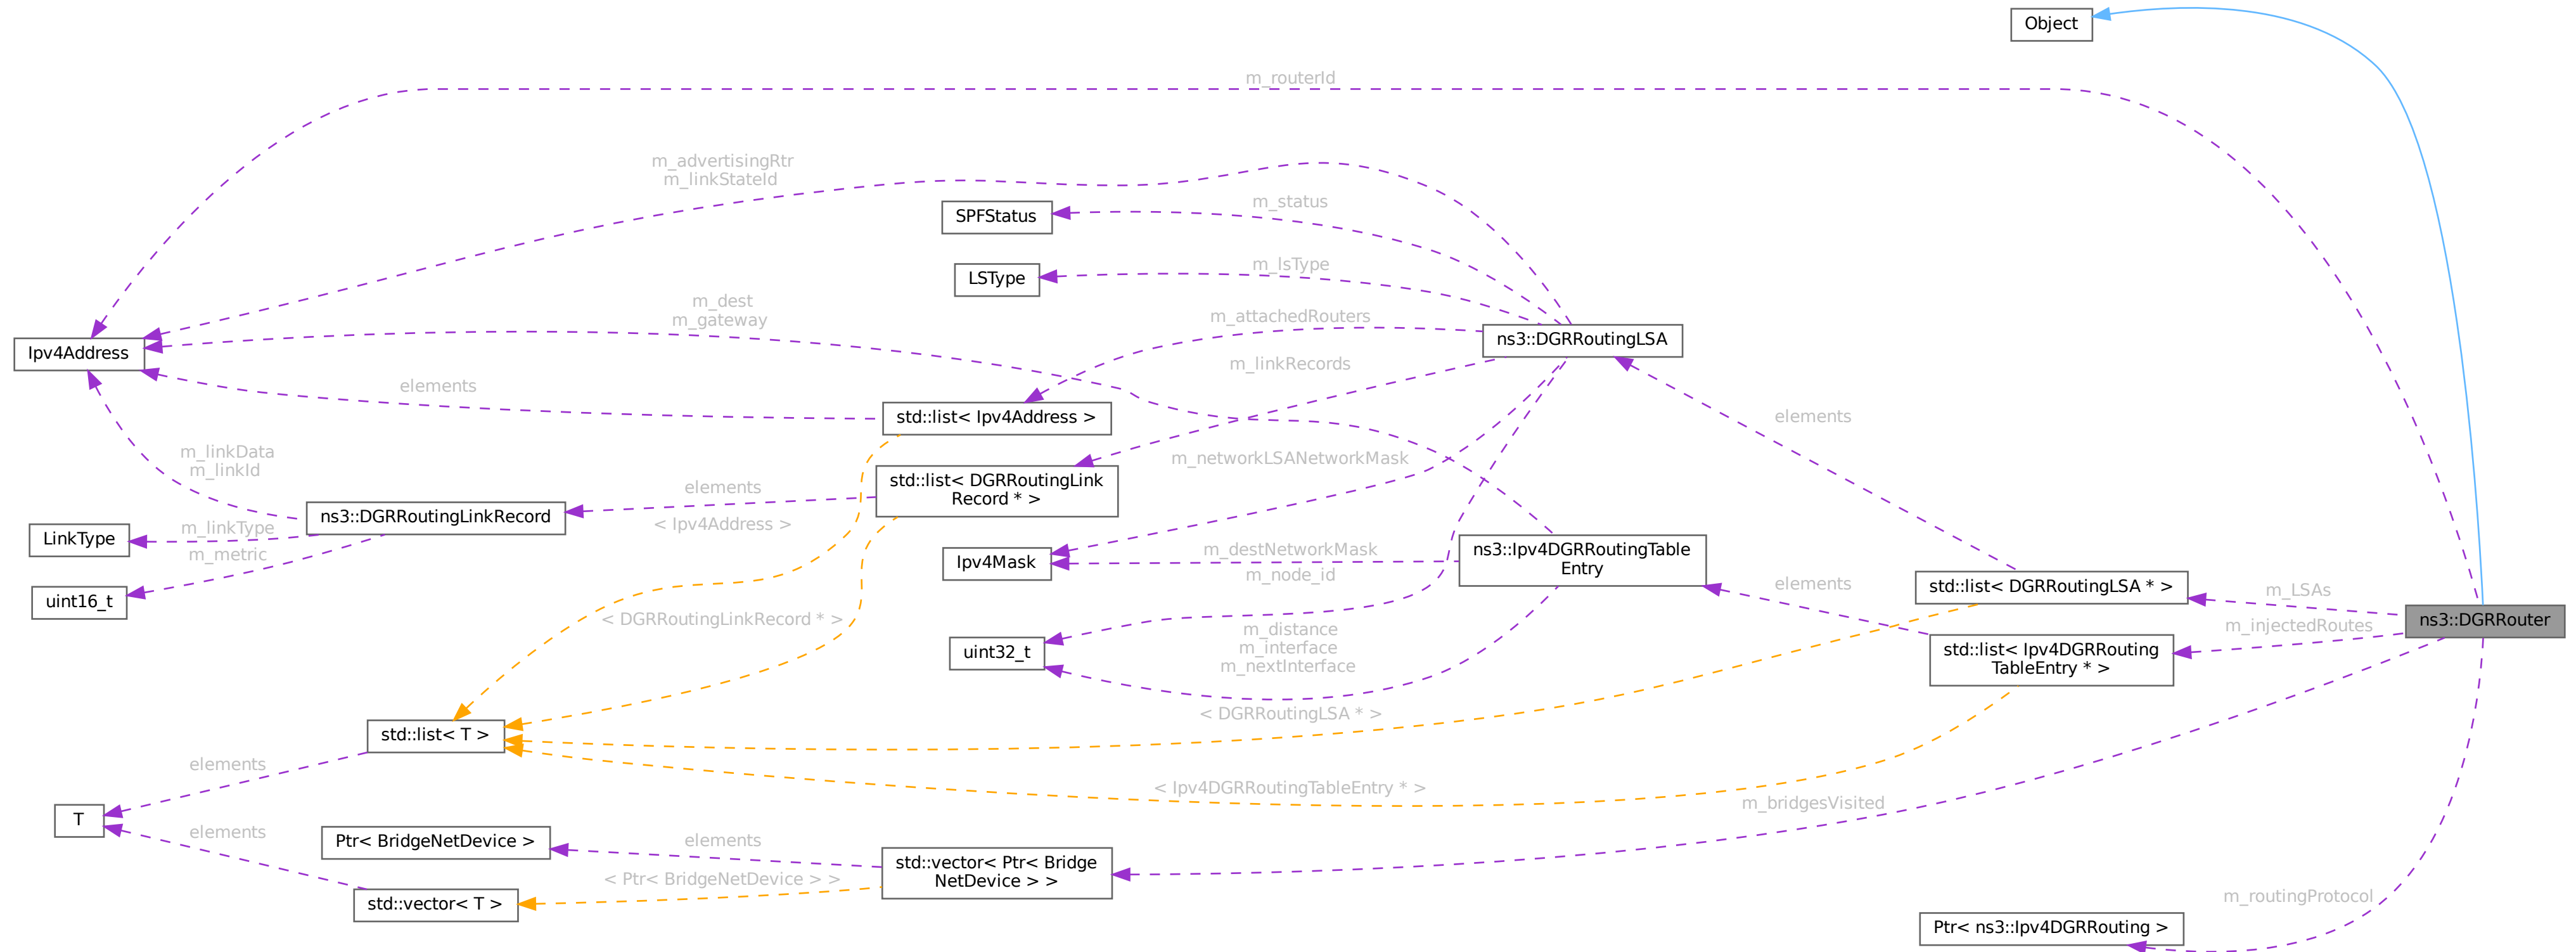 Object
m_routerId
m_advertisingRtr
m_linkStateId
m_status
SPFStatus
m_lsType
LSType
m_dest
m_gateway
m_attachedRouters
ns3::DGRRoutingLSA
Ipv4Address
m_linkRecords
elements
std::list< Ipv4Address >
elements
m_linkData
m_linkId
m_networkLSANetworkMask
std::list< DGRRoutingLink
Record * >
elements
ns3::DGRRoutingLinkRecord
< Ipv4Address >
m_linkType
LinkType
m_metric
Ipv4Mask
m_destNetworkMask
m_node_id
ns3::Ipv4DGRRoutingTable
Entry
elements
std::list< DGRRoutingLSA * >
m_LSAs
uint16_t
< DGRRoutingLinkRecord * >
ns3::DGRRouter
m_injectedRoutes
m_distance
m_interface
m_nextInterface
uint32_t
std::list< Ipv4DGRRouting
TableEntry * >
< DGRRoutingLSA * >
std::list< T >
elements
< Ipv4DGRRoutingTableEntry * >
m_bridgesVisited
T
elements
Ptr< BridgeNetDevice >
elements
std::vector< Ptr< Bridge
NetDevice > >
< Ptr< BridgeNetDevice > >
std::vector< T >
m_routingProtocol
Ptr< ns3::Ipv4DGRRouting >